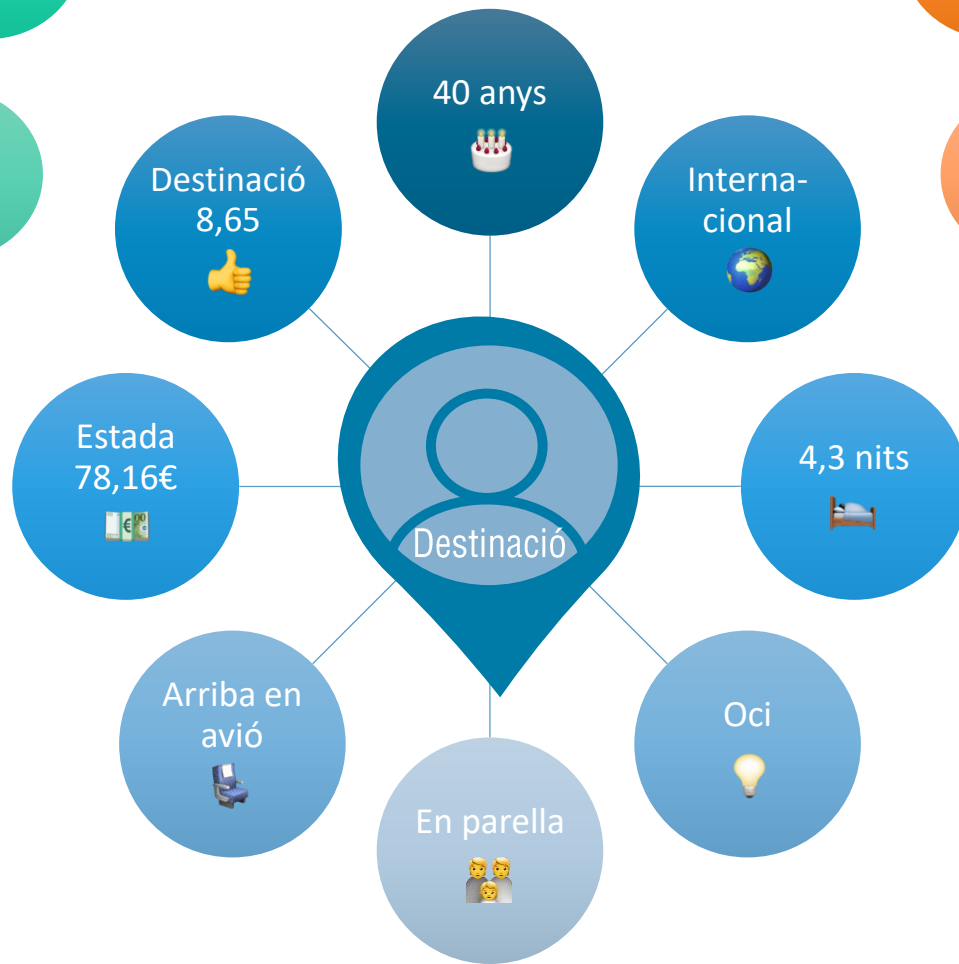 40 anys
Destinació
8,65
Interna-
cional
Estada
78,16€
4,3 nits
Destinació
Arriba en
avió
Oci
En parella